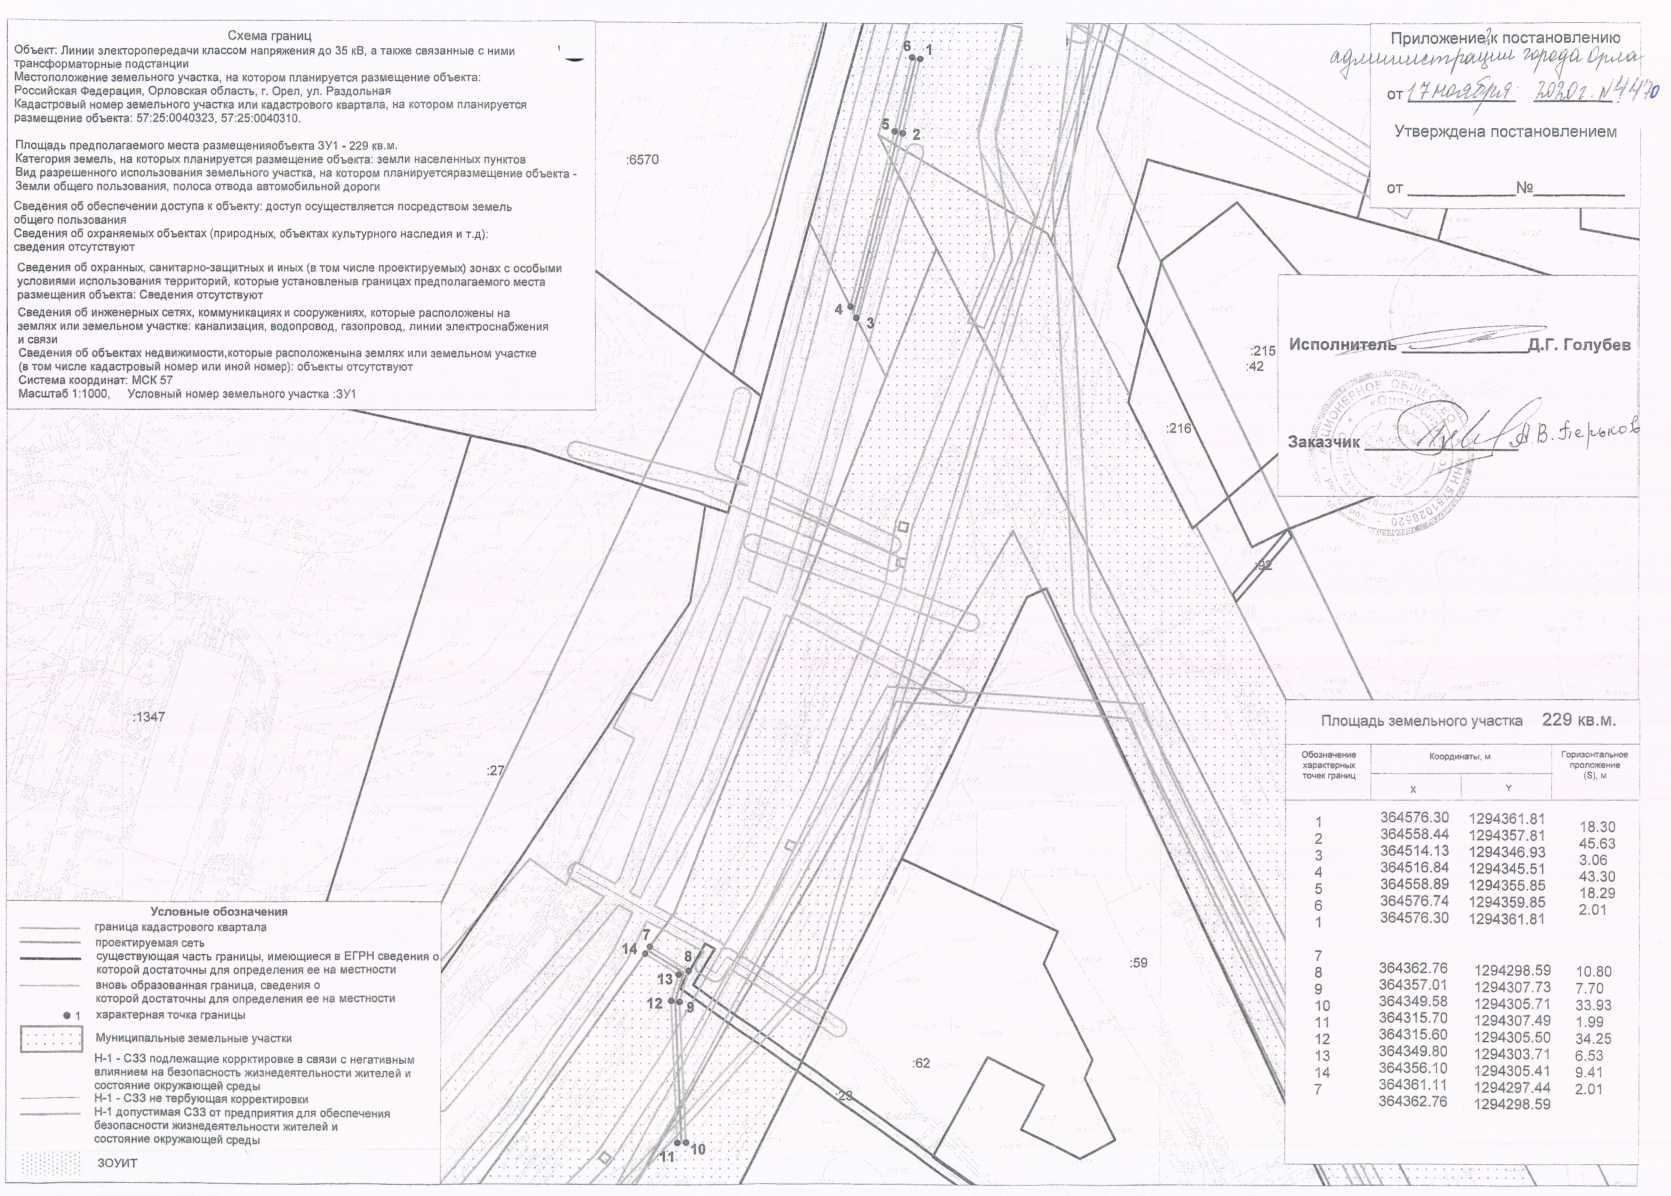 Схема границ
Объект: Линии электоропередачи классом напряжения до 35 кВ, а также связанные с ними
трансформаторные подстанции
Местоположение земельного участка, на котором планируется размещение объекта:
Российская Федерация, Орловская область, г. Орел, ул. Раздольная
Кадастровый номер земельного участка или кадастрового квартала, на котором планируется
размещение объекта: 57:25:0040323, 57:25:0040310.
Площадь предполагаемого места размещенияобъекта ЗУ1 - 229 кв.м.
Категория земель, на которых планируется размещение объекта: земли населенных пунктов
Вид разрешенного использования земельного участка, на котором планируетсяразмещение объекта -
Земли общего пользования, полоса отвода автомобильной дороги
Сведения об обеспечении доступа к объекту: доступ осуществляется посредством земель
общего пользования
Сведения об охраняемых объектах (природных, объектах культурного наследия и т.д):
сведения отсутствуют
Сведения об охранных, санитарно-защитных и иных (в том числе проектируемых) зонах с особыми
условиями использования территорий, которые установленыв границах предполагаемого места
размещения объекта: Сведения отсутствуют
Сведения об инженерных сетях, коммуникациях и сооружениях, которые расположены на
землях или земельном участке: канализация, водопровод, газопровод, линии электроснабжения
и связи
Сведения об объектах недвижимости,которые расположенына землях или земельном участке
(в том числе кадастровый номер или иной номер): объекты отсутствуют
Система координат: МСК 57
Масштаб 1:1000, Условный номер земельного участка :ЗУ1
Приложение к постановлению
администрации города Орла
от 17 ноября 2020г. №4470
Утверждена постановлением
от № 
6 1
5 2
4
3
:6570
:215
:42
:216
:92
:1347
:27
:59
:62
:23
7
14
8
13
12
9
11 10
Исполнитель Д.Г. Голубев
Заказчик А.В. Перьков
Площадь земельного участка 229 кв.м.
Обозначение характерных точек границ
Координаты, м
Горизонтальное проложение (S), м
X Y
1 364576.30 1294361.81 18.30
2 364558.44 1294357.81 45.63
3 364514.13 1294346.93 3.06
4 364516.84 1294345.51 43.30
5 364558.89 1294355.85 18.29
6 364576.74 1294359.85 2.01
1 364576.30 1294361.81
7 364362.76 1294298.59 10.80
8 364357.01 1294307.73 7.70
9 364349.58 1294305.71 33.93
10 364315.70 1294307.49 1.99
11 364315.60 1294305.50 34.25
12 364349.80 1294303.71 6.53
13 364356.10 1294305.41 9.41
14 364361.11 1294297.44 2.01
7 364362.76 1294298.59
Условные обозначения
граница кадастрового квартала
проектируемая сеть
существующая часть границы, имеющиеся в ЕГРН сведения о
которой достаточны для определения ее на местности
вновь образованная граница, сведения о
которой достаточны для определения ее на местности
1 характерная точка границы
Муниципальные земельные участки
Н-1 - СЗЗ подлежащие коррктировке в связи с негативным
влиянием на безопасность жизнедеятельности жителей и
состояние окружающей среды
Н-1 - СЗЗ не тербующая корректировки
Н-1 допустимая СЗЗ от предприятия для обеспечения
безопасности жизнедеятельности жителей и
состояние окружающей среды
ЗОУИТ